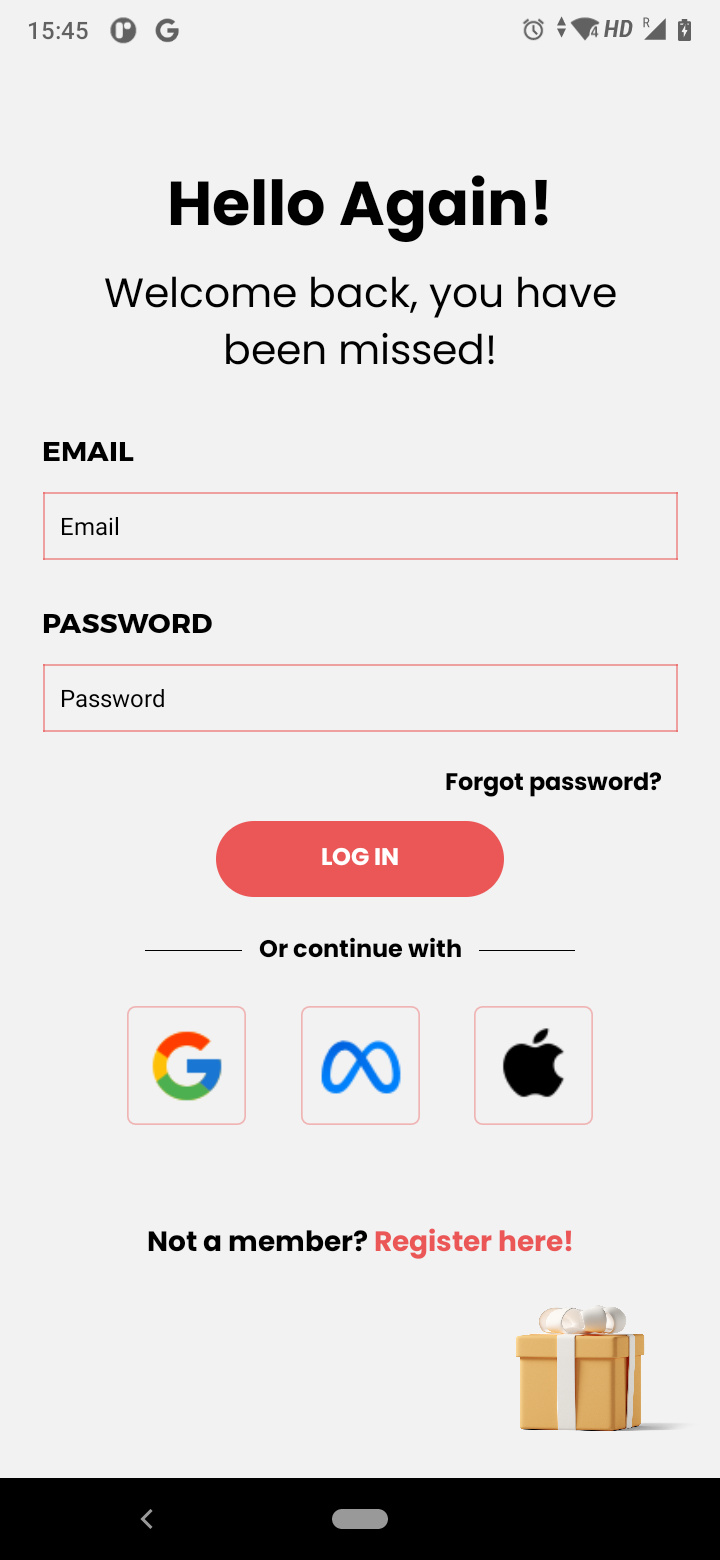 15:45
4 HD R
Hello Again!
Welcome back, you have
been missed!
EMAIL
Email
PASSWORD
Password
Forgot password?
LOG IN
Or continue with
Not a member? Register here!